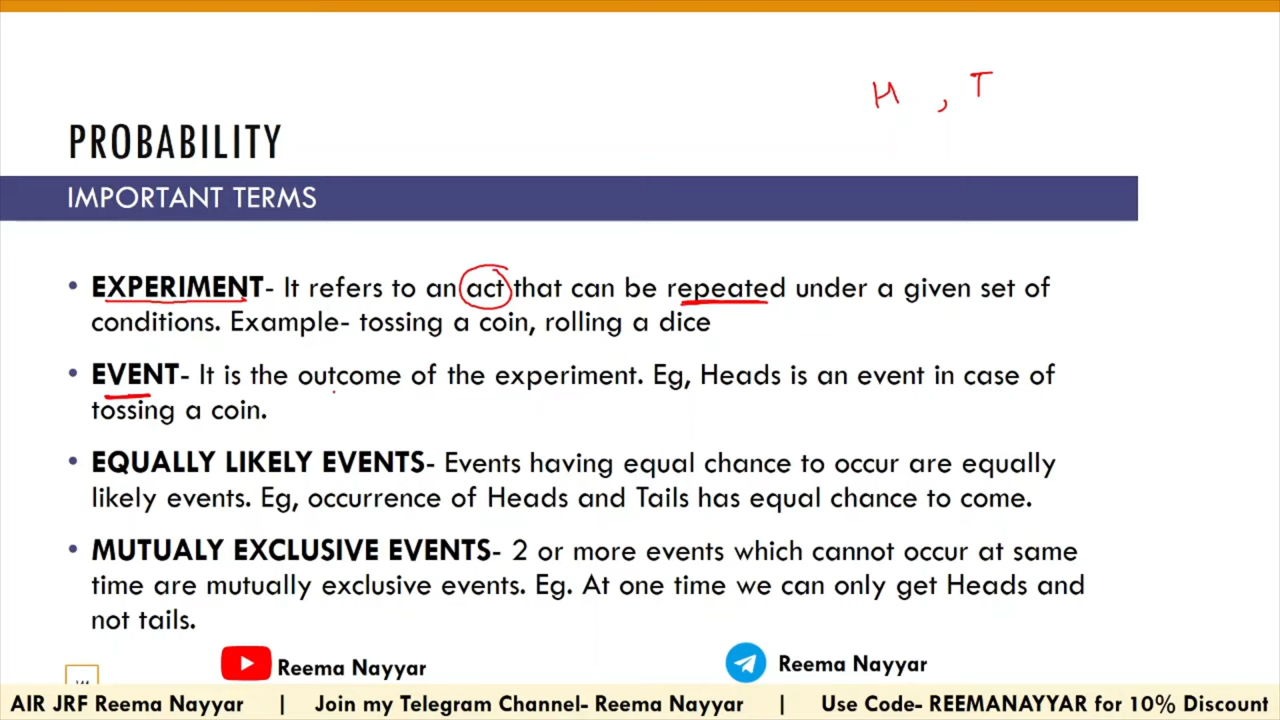 H , T
PROBABILITY
IMPORTANT TERMS
• EXPERIMENT- It refers to an act that can be repeated under a given set of
conditions. Example- tossing a coin, rolling a dice
• EVENT- It is the outcome of the experiment. Eg, Heads is an event in case of
tossing a coin.
• EQUALLY LIKELY EVENTS- Events having equal chance to occur are equally
likely events. Eg, occurrence of Heads and Tails has equal chance to come.
• MUTUALY EXCLUSIVE EVENTS- 2 or more events which cannot occur at same
time are mutually exclusive events. Eg. At one time we can only get Heads and
not tails.
Reema Nayyar
Reema Nayyar
AIR JRF Reema Nayyar | Join my Telegram Channel- Reema Nayyar | Use Code- REEMANAYYAR for 10% Discount